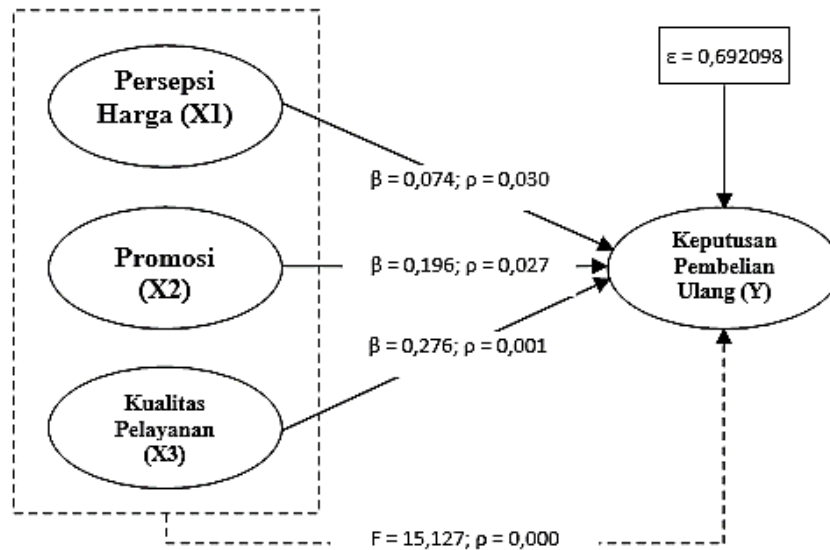 Persepsi
Harga (X1)
Promosi
(X2)
Kualitas
Pelayanan
(X3)
β = 0,074; ρ = 0,030
β = 0,196; ρ = 0,027
β = 0,276; ρ = 0,001
ε = 0,692098
Keputusan
Pembelian
Ulang (Y)
F = 15,127; ρ = 0,000